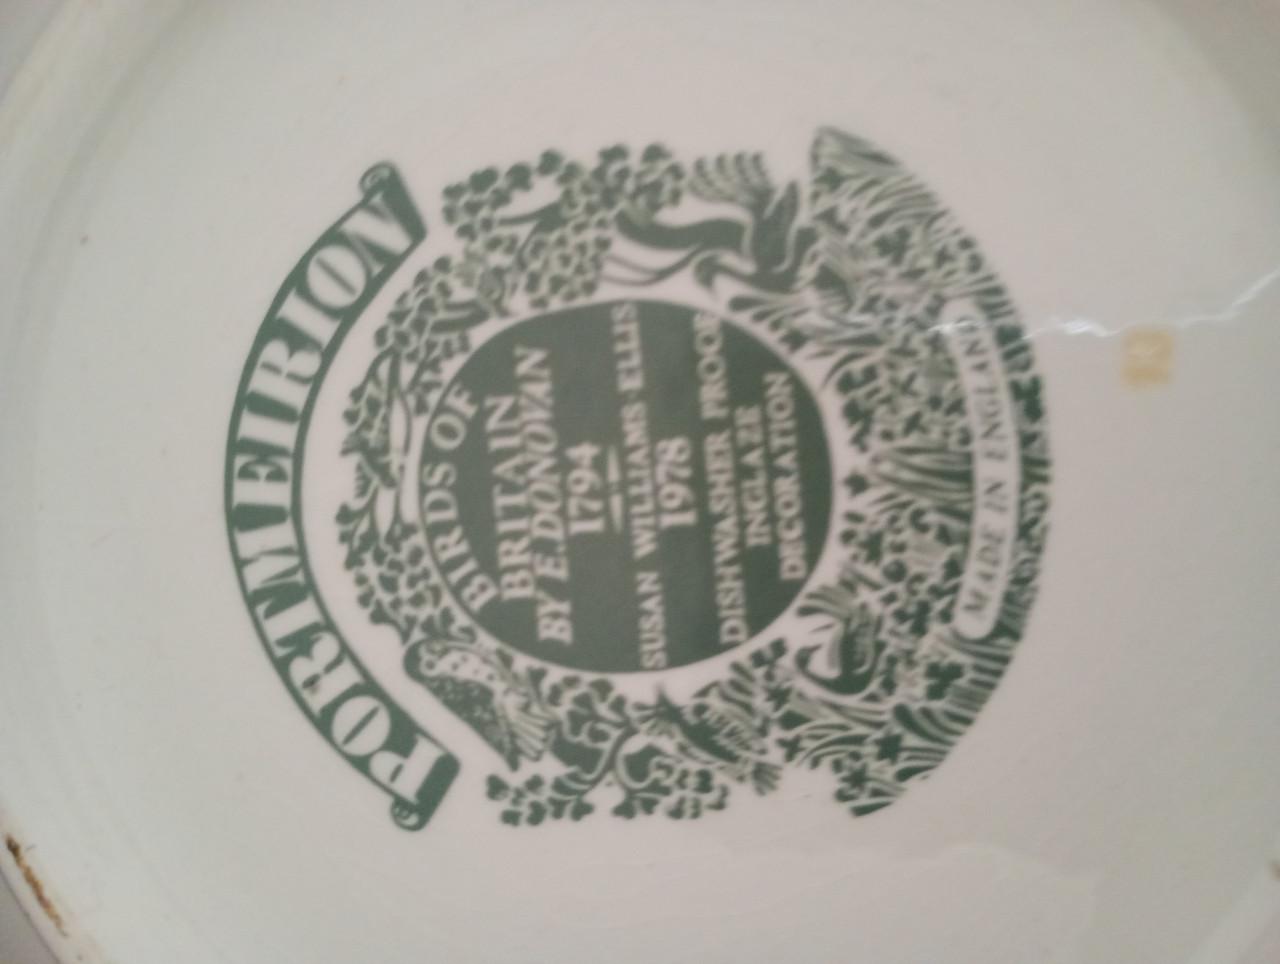 PORTMEIRION
BIRDS OF
BRITAIN
BY E.DONOVAN
1794
SUSAN WILLIAMS-ELLIS
1978
DISHWASHER PROOF
INGLAZE
DECORATION
MADE IN ENGLAND